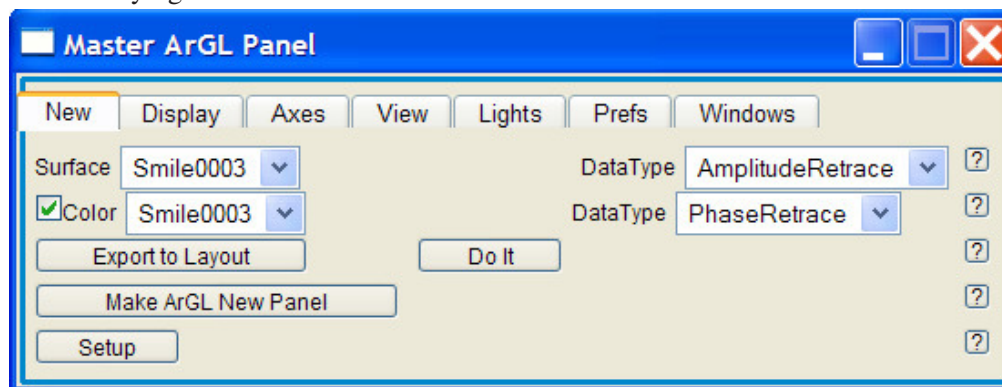 Master ArGL Panel
New Display Axes View Lights Prefs Windows
Surface Smile0003 DataType AmplitudeRetrace ?
Color Smile0003 DataType PhaseRetrace ?
Export to Layout Do It ?
Make ArGL New Panel ?
Setup ?